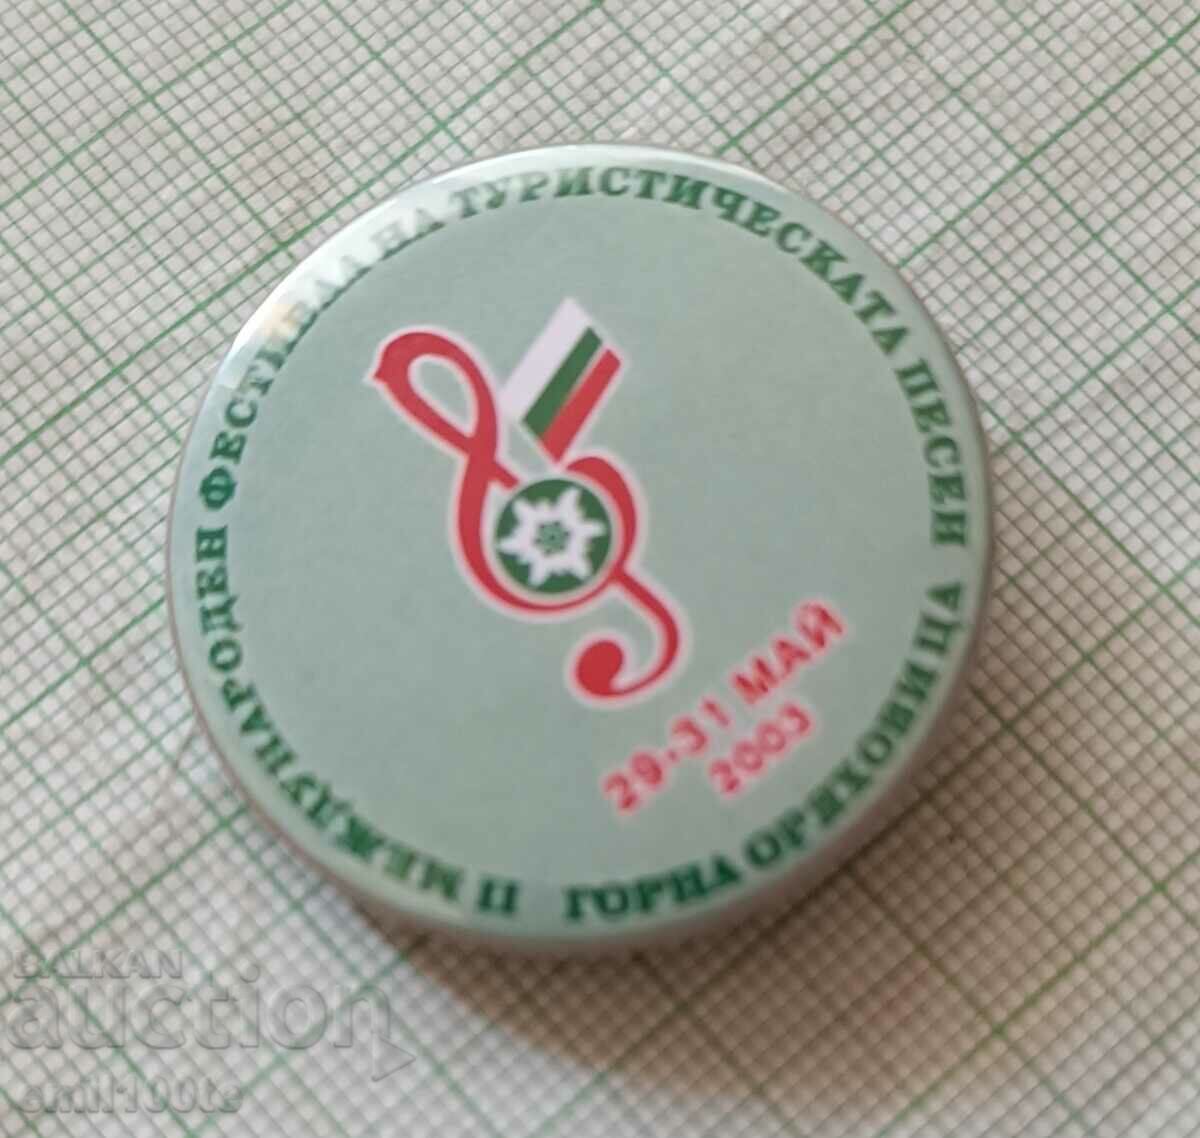 II МЕЖДУНАРОДЕН ФЕСТИВАЛ НА ТУРИСТИЧЕСКАТА ПЕСЕН
ГОРНА ОРЯХОВИЦА
29-31 МАЙ
2003
BALKAN
auction
emil100te